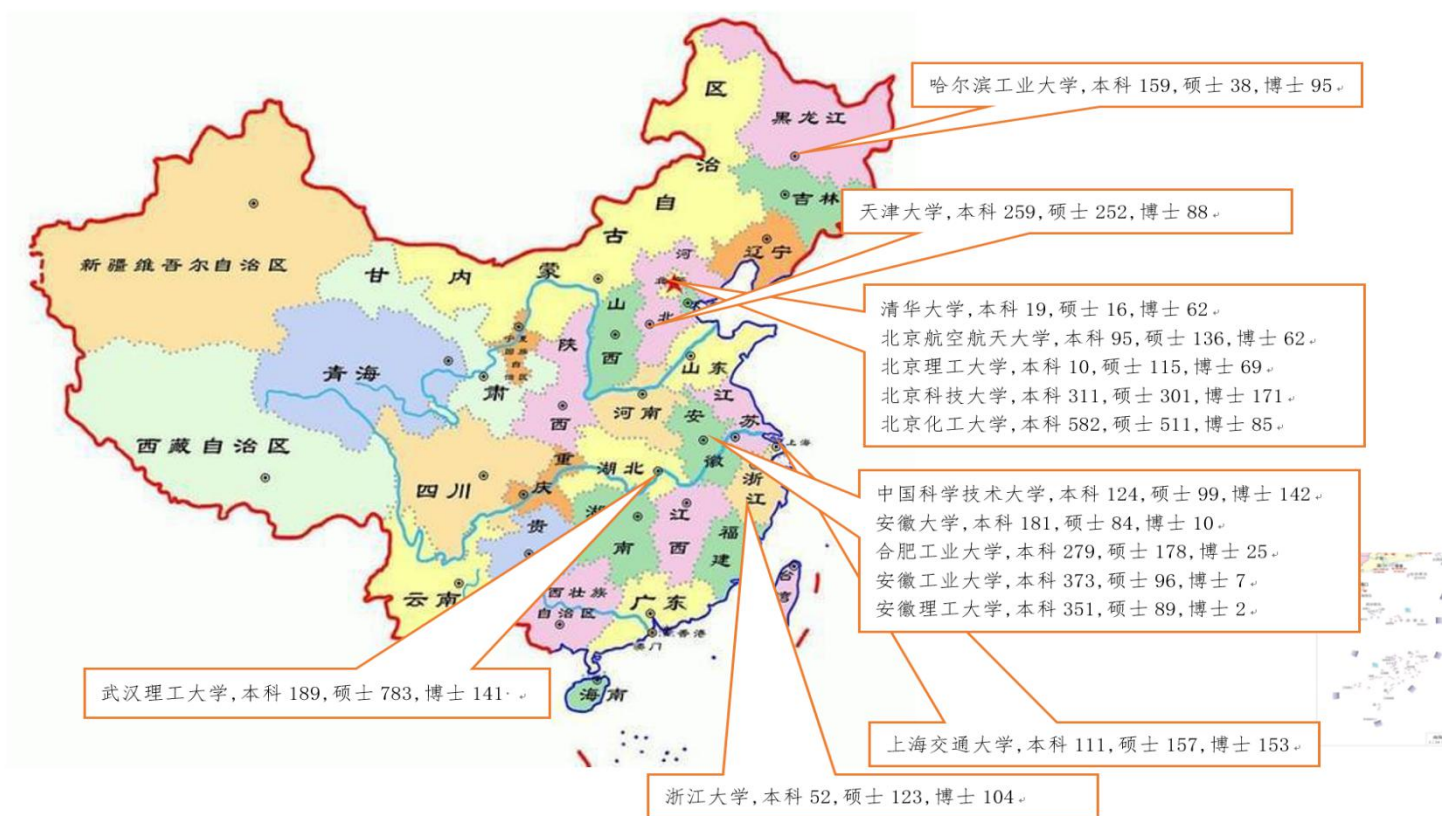 哈尔滨工业大学,本科 159,硕士 38,博士 95
天津大学,本科 259,硕士 252,博士 88
清华大学,本科 19,硕士 16,博士 62
北京航空航天大学,本科 95,硕士 136,博士 62
北京理工大学,本科 10,硕士 115,博士 69
北京科技大学,本科 311,硕士 301,博士 171
北京化工大学,本科 582,硕士 511,博士 85
中国科学技术大学,本科 124,硕士 99,博士 142
安徽大学,本科 181,硕士 84,博士 10
合肥工业大学,本科 279,硕士 178,博士 25
安徽工业大学,本科 373,硕士 96,博士 7
安徽理工大学,本科 351,硕士 89,博士 2
武汉理工大学,本科 189,硕士 783,博士 141
上海交通大学,本科 111,硕士 157,博士 153
浙江大学,本科 52,硕士 123,博士 104
黑龙江
吉林
辽宁
内蒙古自治区
新疆维吾尔自治区
甘肃
青海
西藏自治区
四川
重庆
陕西
山西
河北
山东
河南
江苏
安徽
上海
浙江
湖北
湖南
江西
福建
台湾
贵
云南
西壮族
自治区
广东
香港
澳门
海南